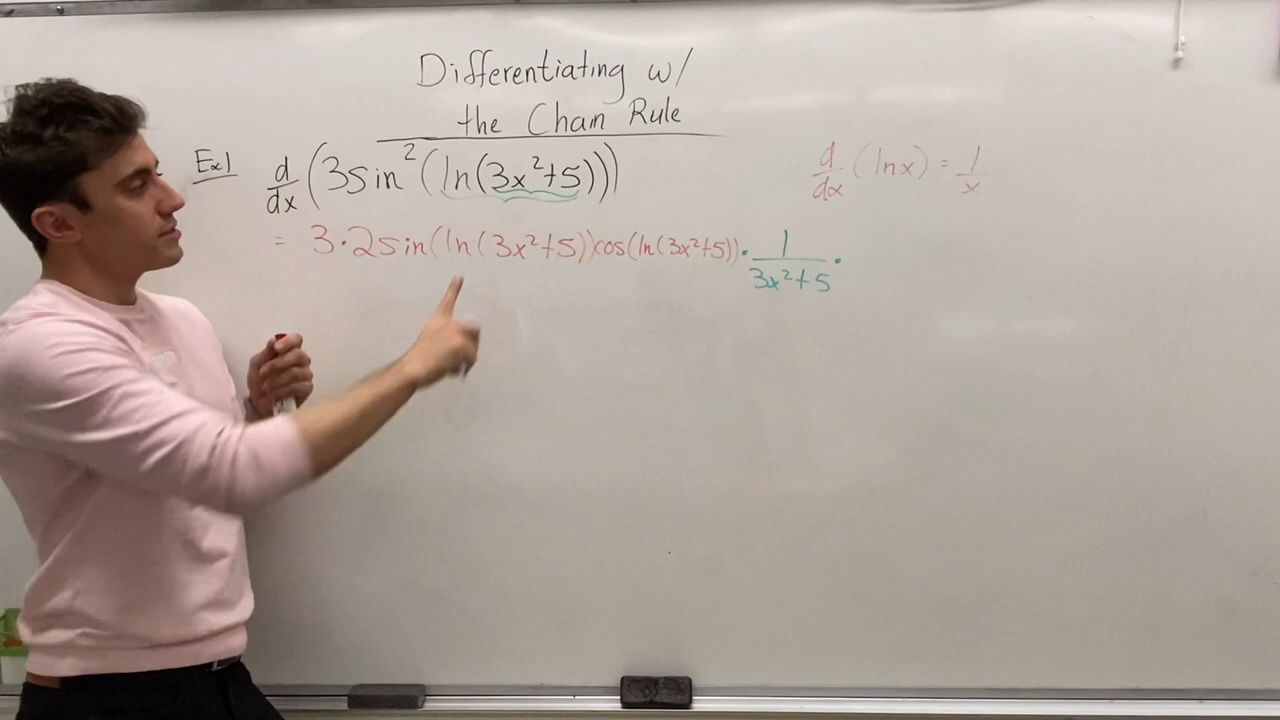 Differentiating w/
the Chain Rule
Ex1 d/dx (3sin²(ln(3x²+5)))
d/dx (lnx) = 1/x
= 3·2sin(ln(3x²+5))cos(ln(3x²+5))· 1/3x²+5 ·